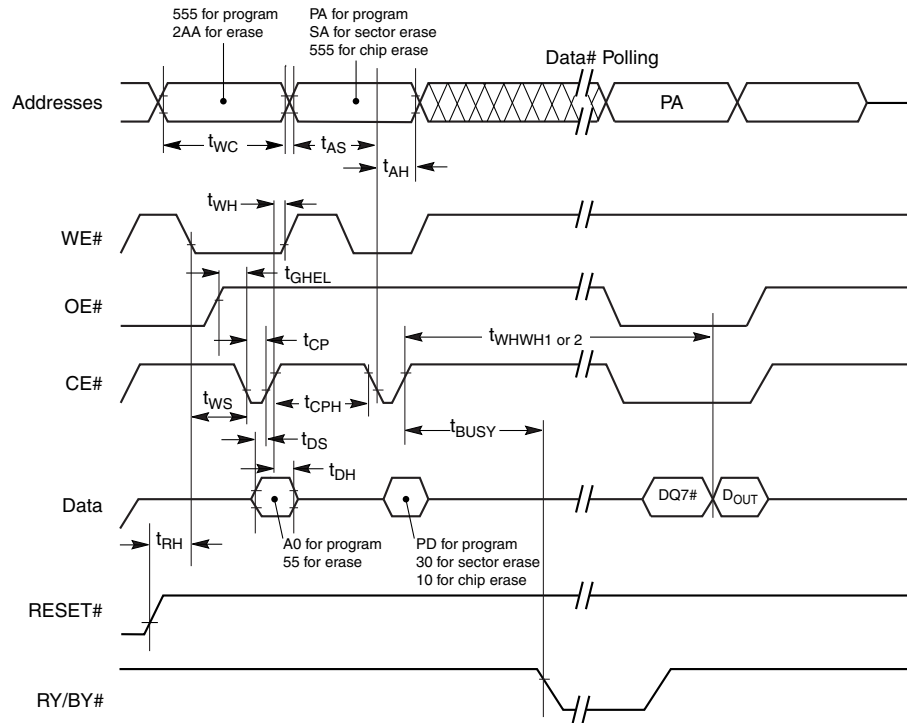 555 for program
2AA for erase
PA for program
SA for sector erase
555 for chip erase
Data# Polling
Addresses
PA
tWC
tAS
tAH
tWH
WE#
tGHEL
OE#
tCP
tWHWH1 or 2
CE#
tWS
tCPH
tDS
tBUSY
tDH
Data
DQ7#
DOUT
tRH
A0 for program
55 for erase
PD for program
30 for sector erase
10 for chip erase
RESET#
RY/BY#